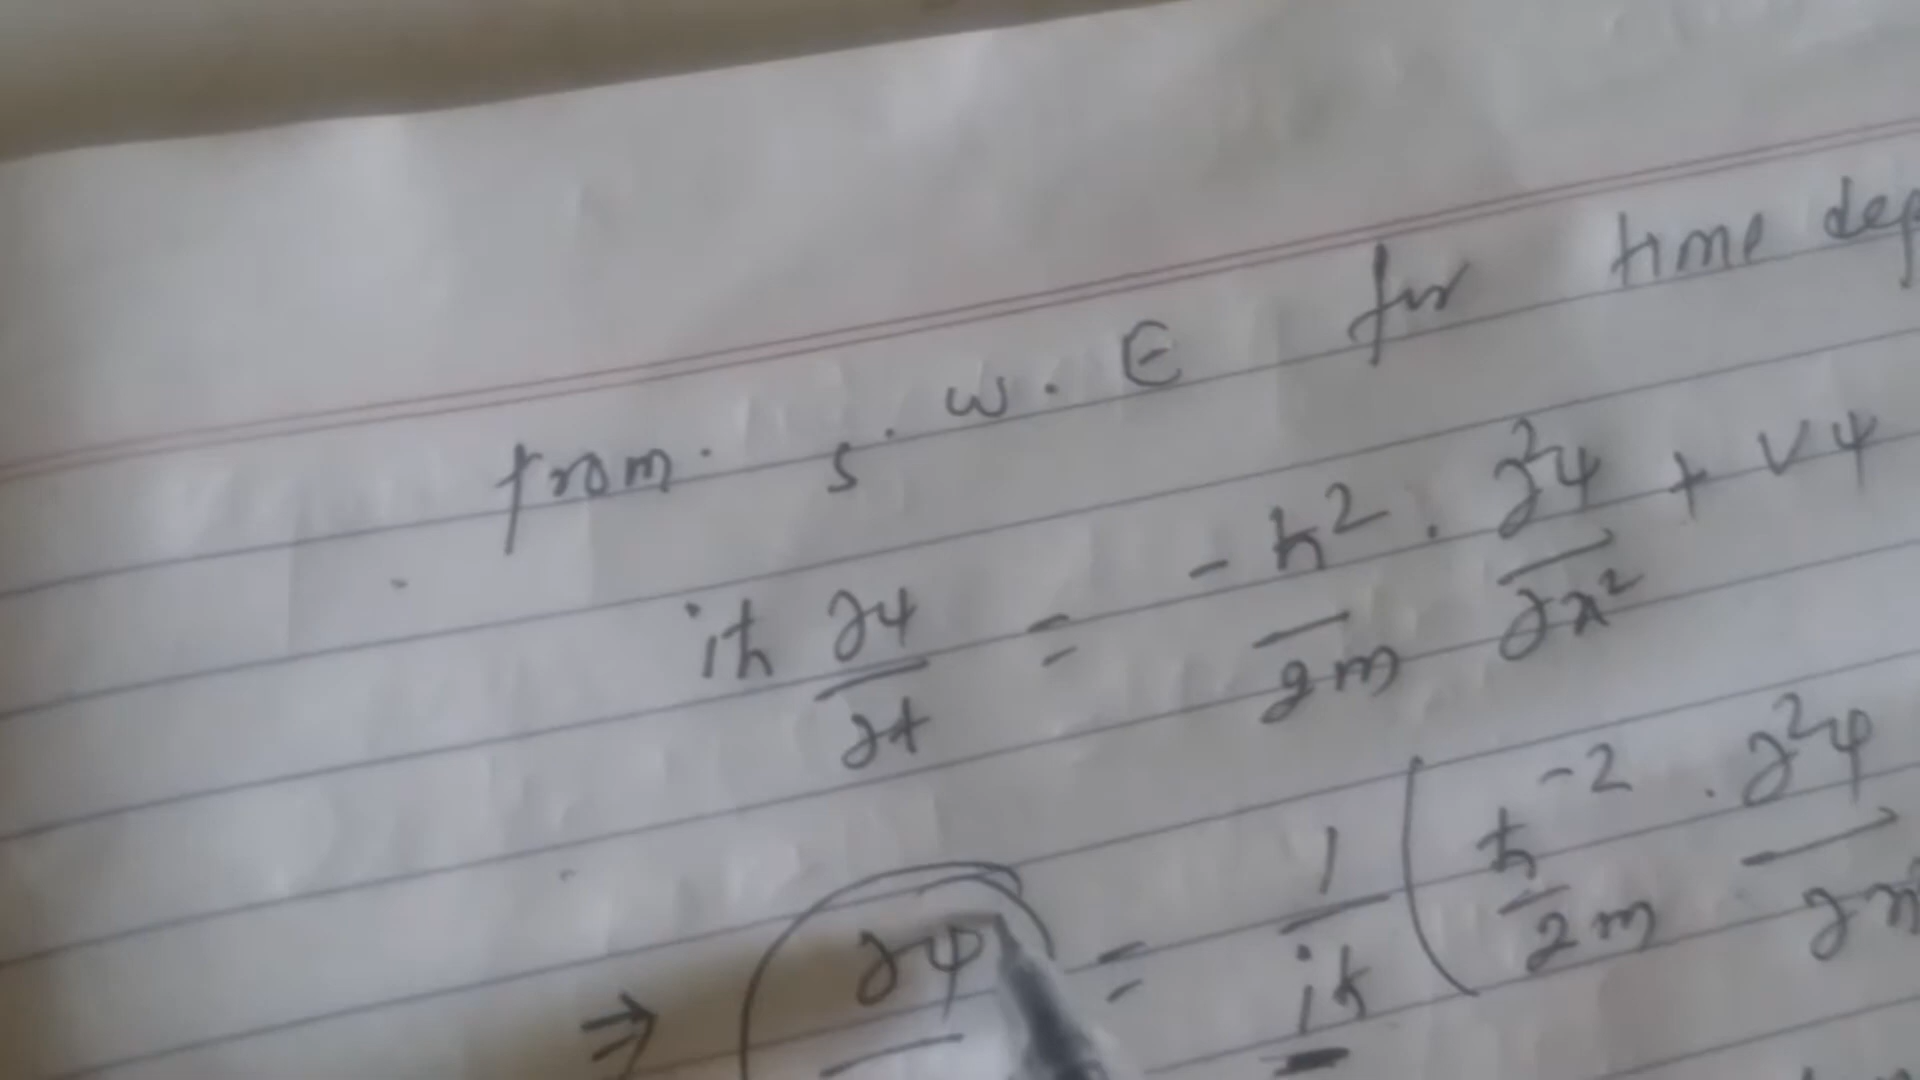 from. S. W. E for time dep
iħ ∂ψ/∂t = -ħ²/2m . ∂²ψ/∂x² + Vψ
⇒ ∂ψ = 1/iħ ( ħ⁻²/2m . ∂²ψ